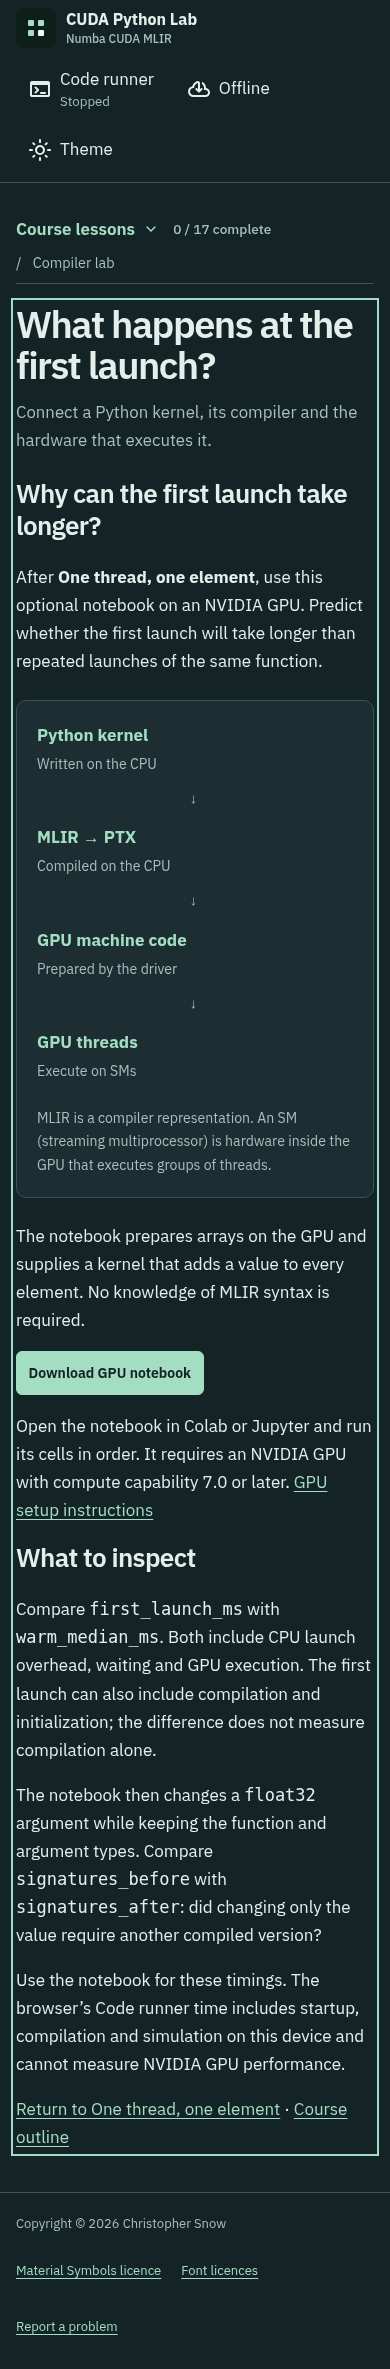 CUDA Python Lab
Numba CUDA MLIR
Code runner
Stopped
Offline
Theme
Course lessons
0 / 17 complete
/ Compiler lab
What happens at the
first launch?
Connect a Python kernel, its compiler and the
hardware that executes it.
Why can the first launch take
longer?
After One thread, one element, use this
optional notebook on an NVIDIA GPU. Predict
whether the first launch will take longer than
repeated launches of the same function.
Python kernel
Written on the CPU
↓
MLIR → PTX
Compiled on the CPU
↓
GPU machine code
Prepared by the driver
↓
GPU threads
Execute on SMs
MLIR is a compiler representation. An SM
(streaming multiprocessor) is hardware inside the
GPU that executes groups of threads.
The notebook prepares arrays on the GPU and
supplies a kernel that adds a value to every
element. No knowledge of MLIR syntax is
required.
Download GPU notebook
Open the notebook in Colab or Jupyter and run
its cells in order. It requires an NVIDIA GPU
with compute capability 7.0 or later. GPU
setup instructions
What to inspect
Compare first_launch_ms with
warm_median_ms. Both include CPU launch
overhead, waiting and GPU execution. The first
launch can also include compilation and
initialization; the difference does not measure
compilation alone.
The notebook then changes a float32
argument while keeping the function and
argument types. Compare
signatures_before with
signatures_after: did changing only the
value require another compiled version?
Use the notebook for these timings. The
browser’s Code runner time includes startup,
compilation and simulation on this device and
cannot measure NVIDIA GPU performance.
Return to One thread, one element · Course
outline
Copyright © 2026 Christopher Snow
Material Symbols licence
Font licences
Report a problem